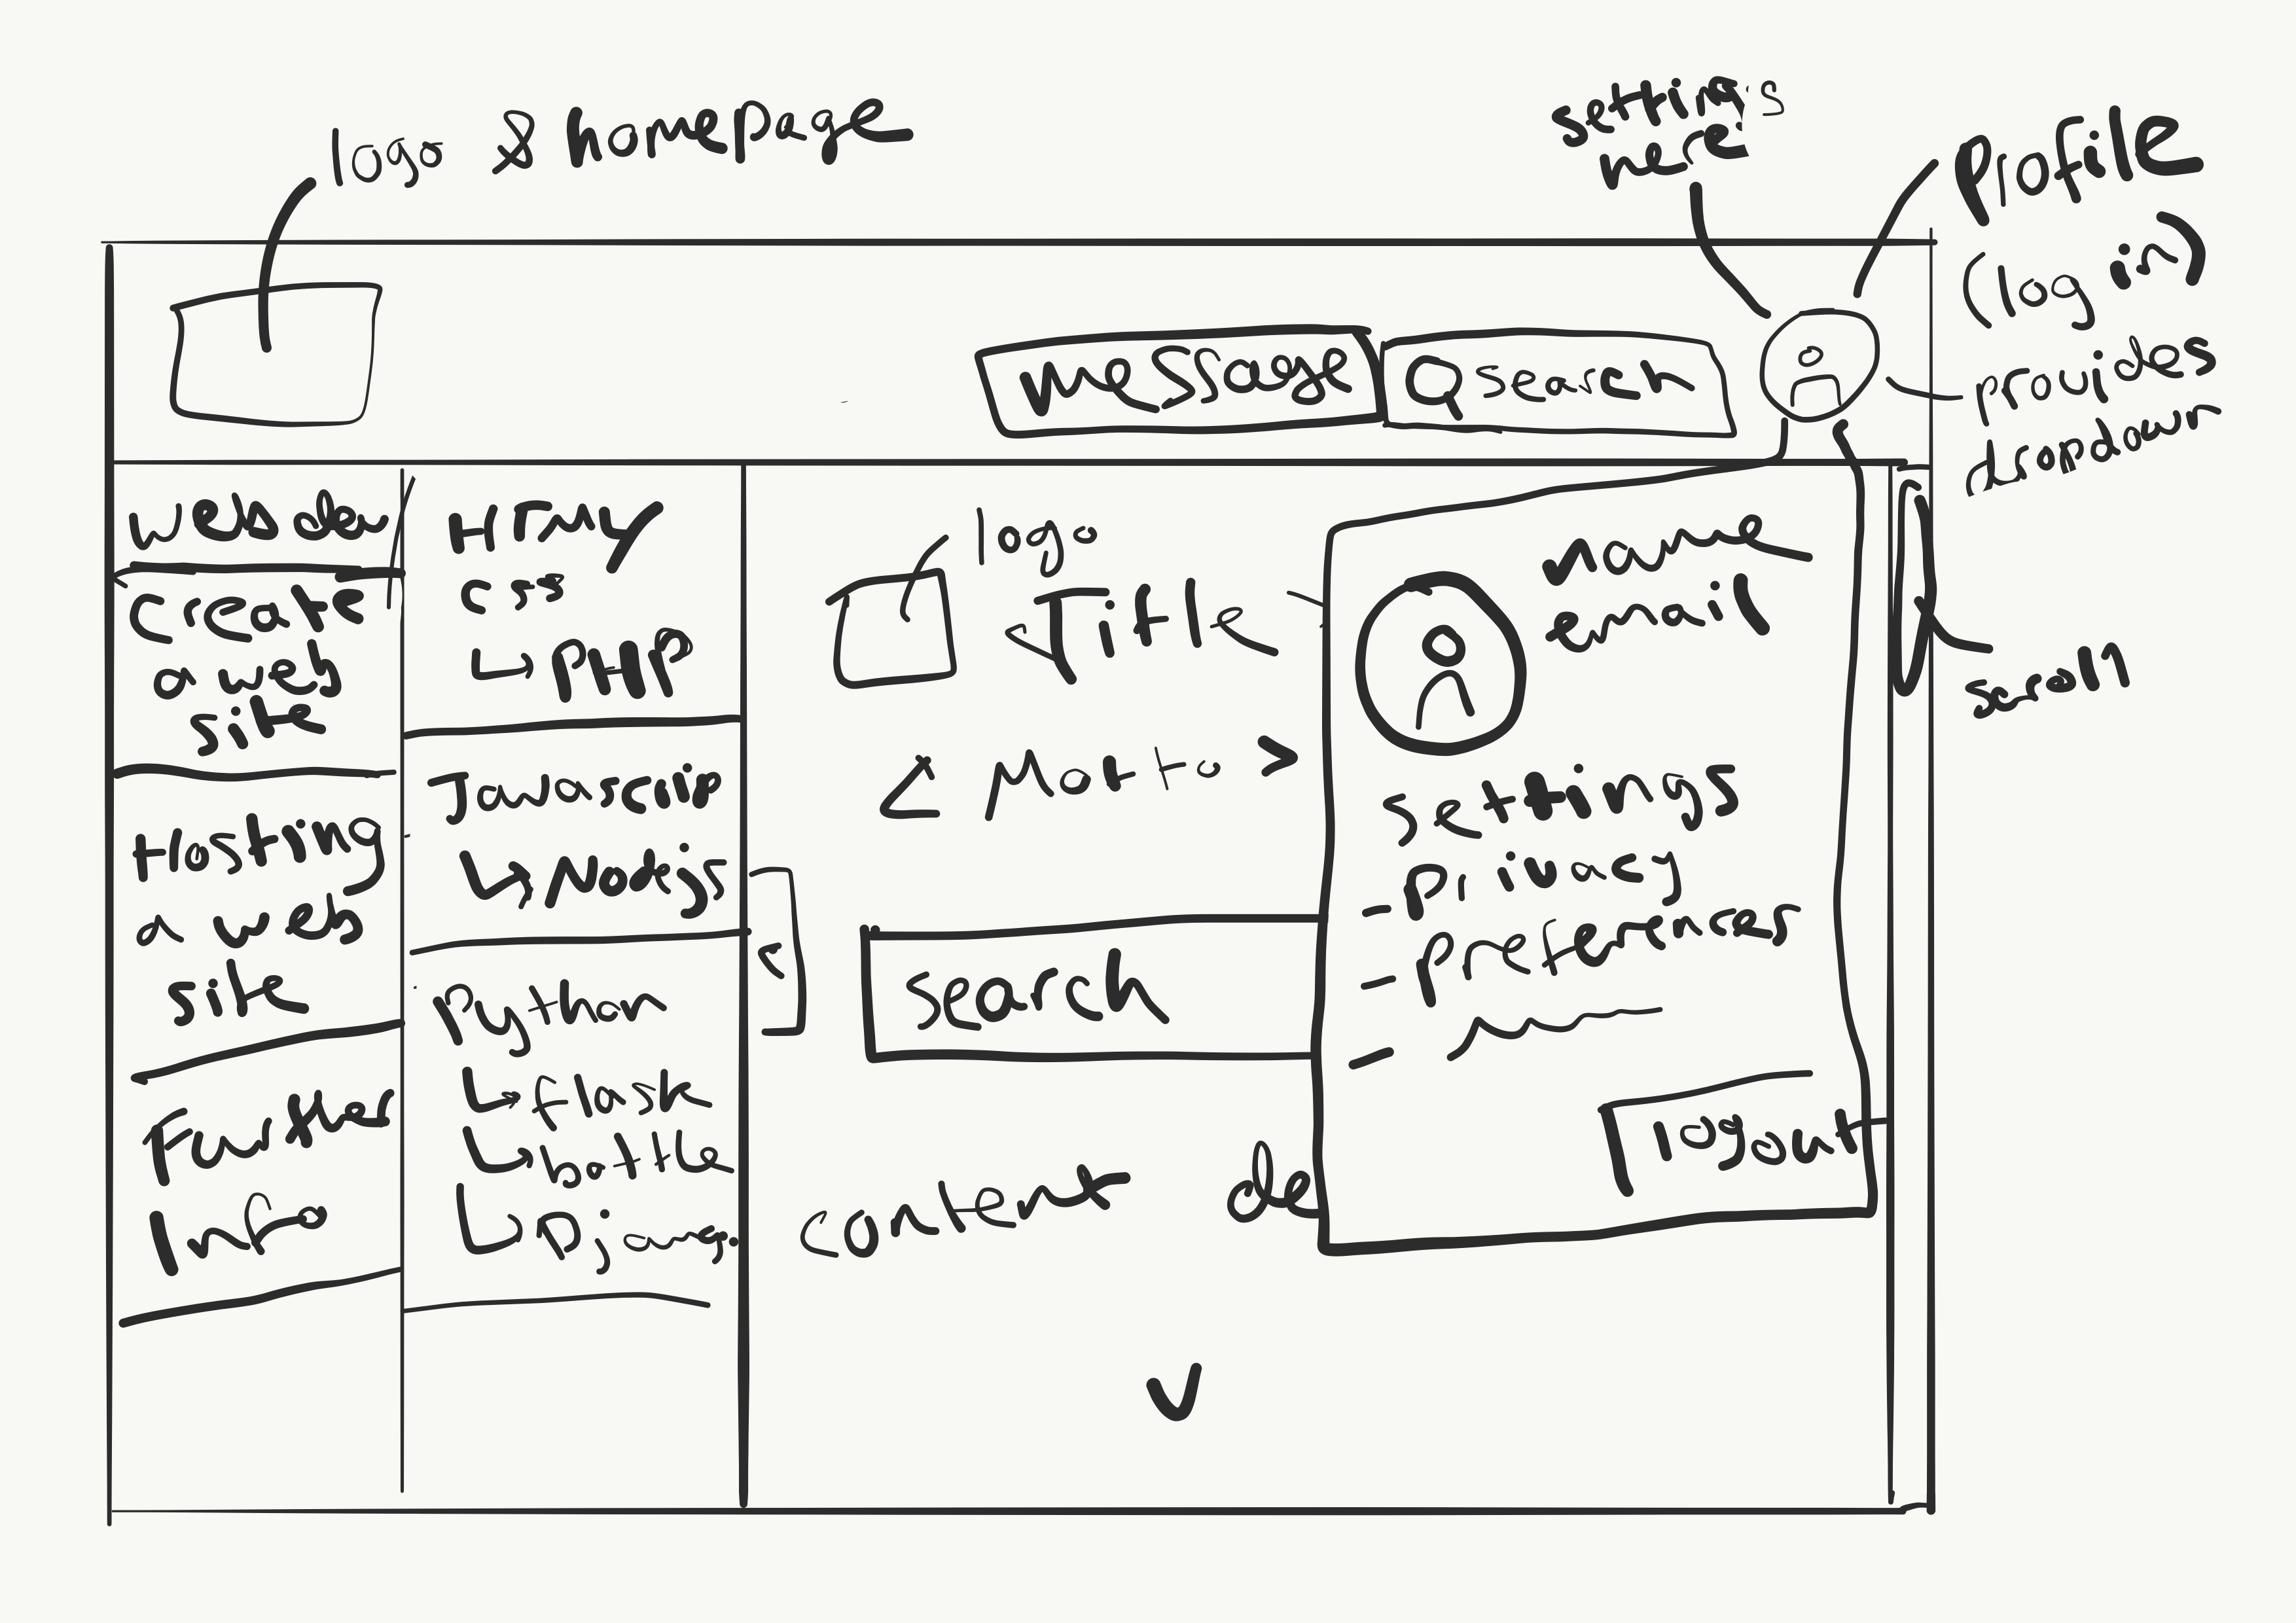 logo & homepage
settings
here
Profile
(log in)
provides
dropdown
message
search
web dev
create
a web
site
Hosting
a web
site
Further
Info
HTML
css
↳ PHP
Javascrip
↳ Nodejs
Python
↳ flask
↳ bottle
↳ Django
logo
<Title
< Motto >
search
content de
name
email
settings
- privacy
- preferences
-
logout
scroll